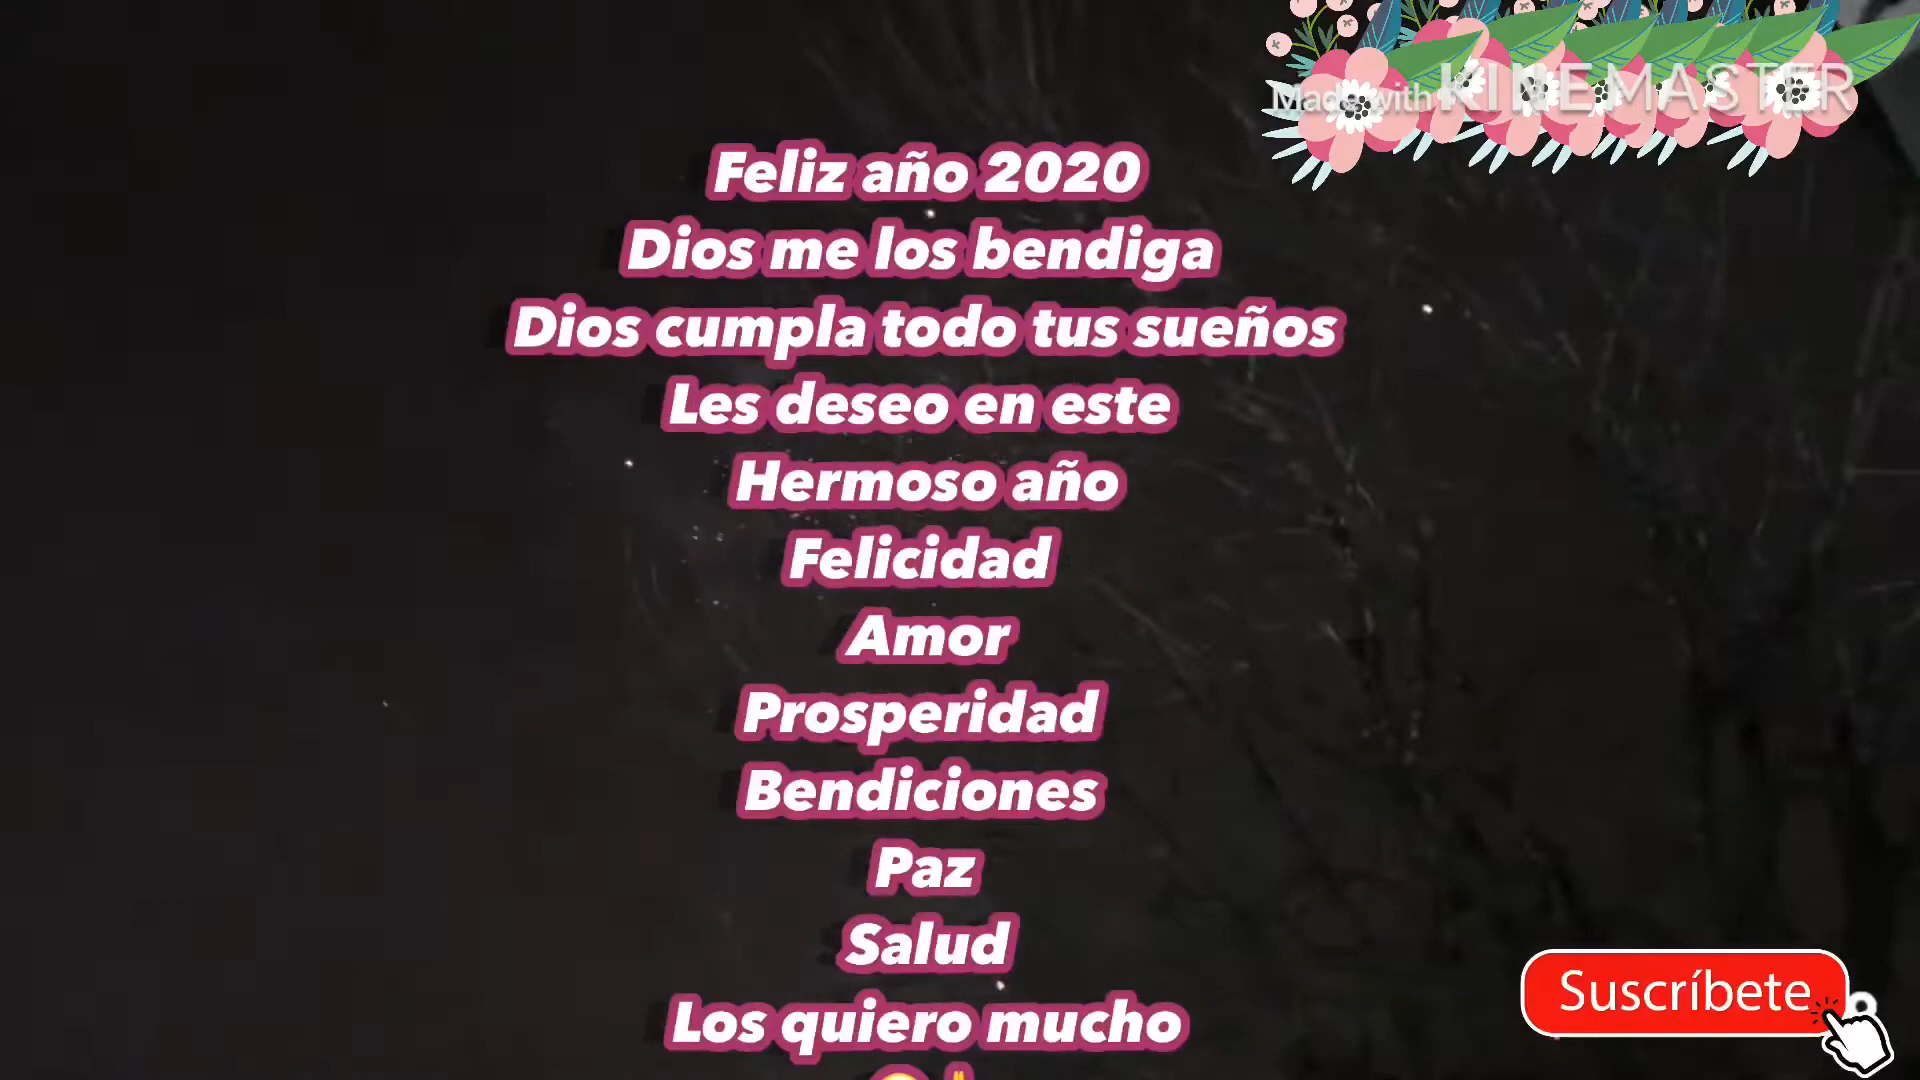 Made with KINEMASTER
Feliz año 2020
Dios me los bendiga
Dios cumpla todo tus sueños
Les deseo en este
Hermoso año
Felicidad
Amor
Prosperidad
Bendiciones
Paz
Salud
Los quiero mucho
Suscríbete